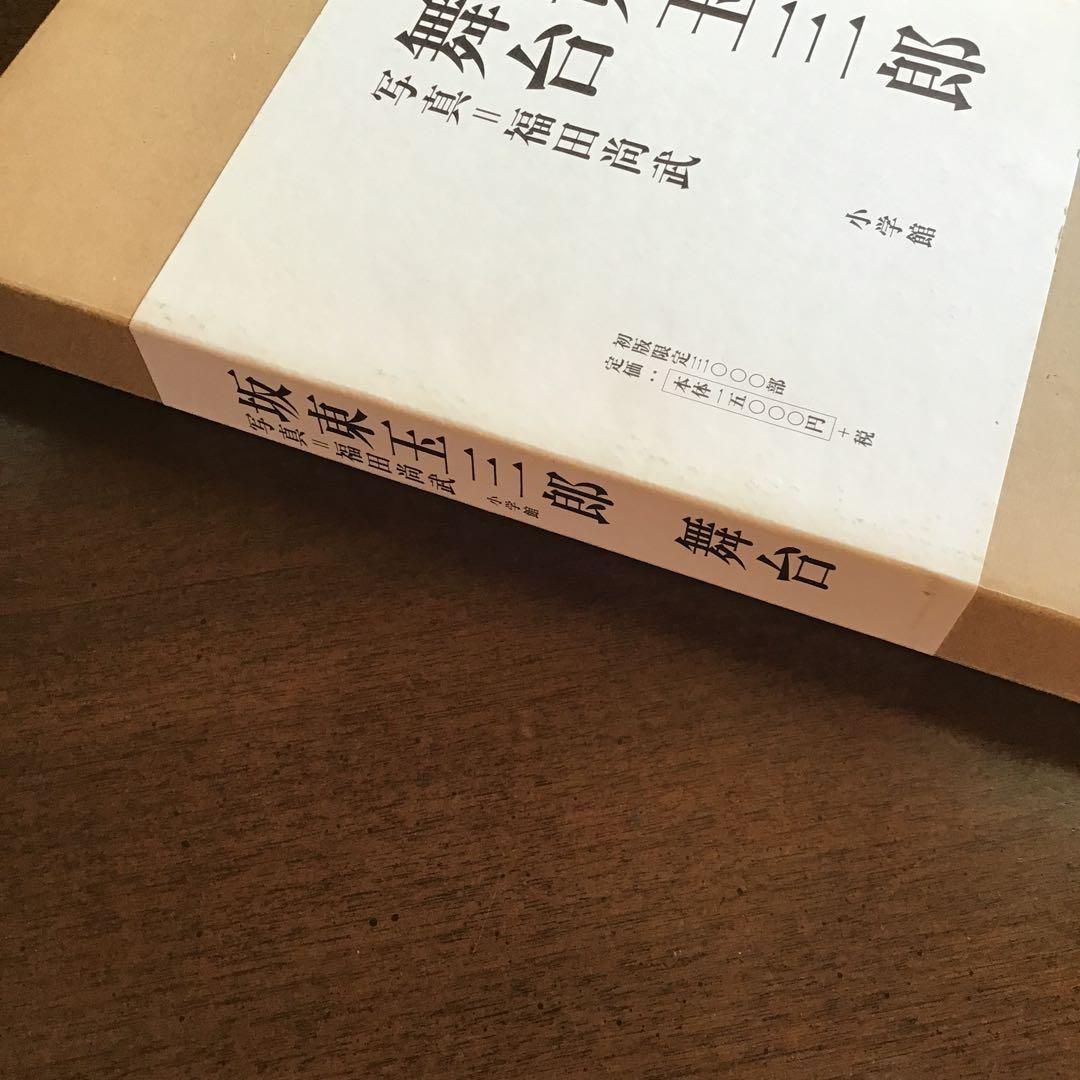 玉三郎
舞台
写真=福田尚武
小学館
初版限定三〇〇〇部
定価:本体一五〇〇〇円+税
坂東玉三郎 舞台
写真=福田尚武 小学館